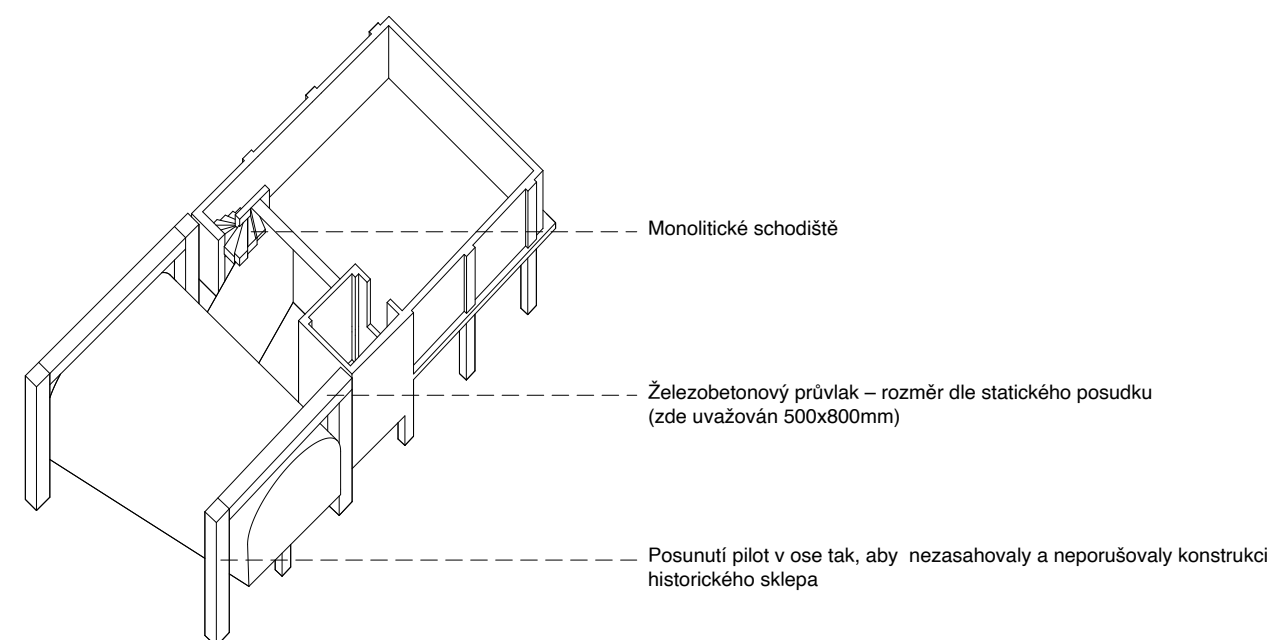 Monolitické schodiště
Železobetonový průvlak – rozměr dle statického posudku
(zde uvažován 500x800mm)
Posunutí pilot v ose tak, aby  nezasahovaly a neporušovaly konstrukci
historického sklepa